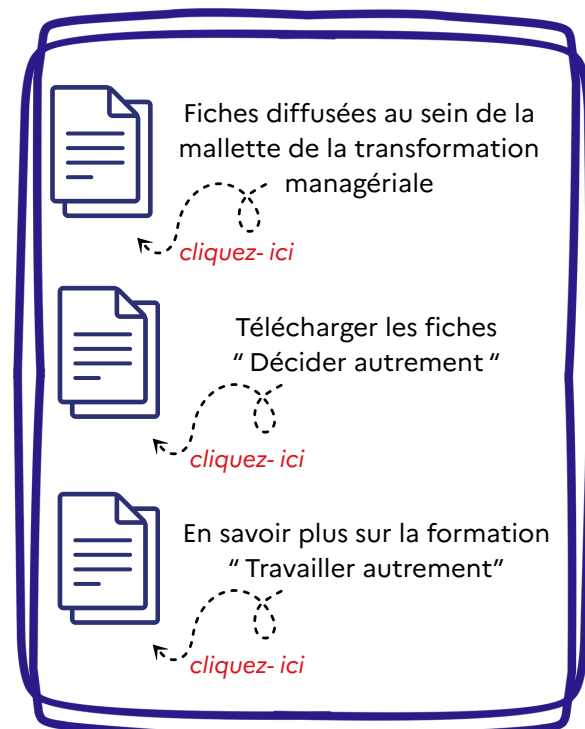 Fiches diffusées au sein de la
mallette de la transformation
managériale
cliquez- ici
Télécharger les fiches
“ Décider autrement “
cliquez- ici
En savoir plus sur la formation
“ Travailler autrement”
cliquez- ici